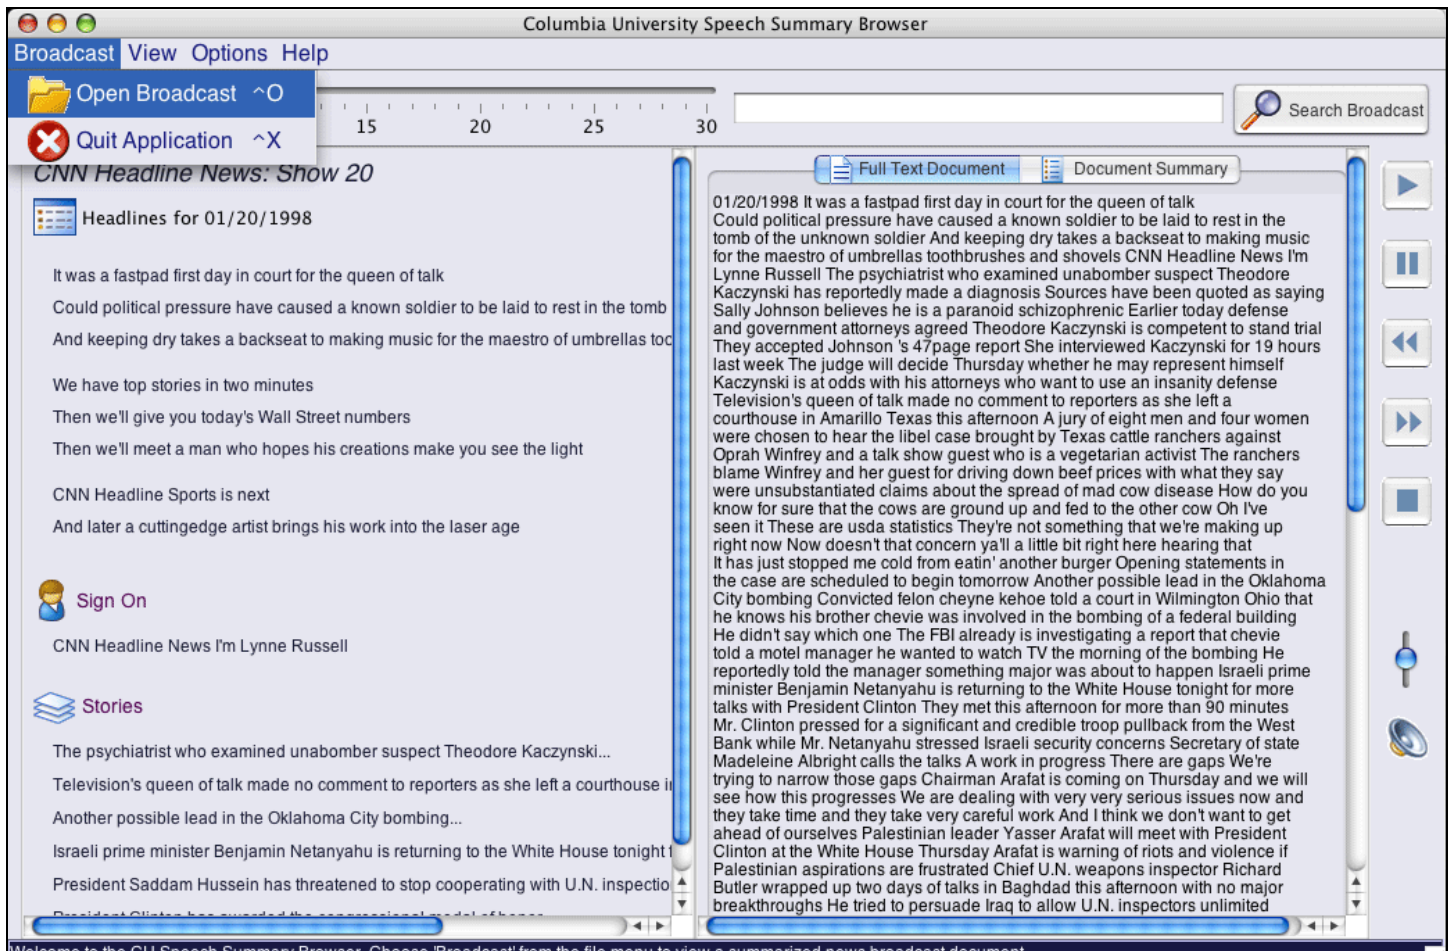 Columbia University Speech Summary Browser
Broadcast View Options Help
Open Broadcast ^O
Quit Application ^X
15 20 25 30
Search Broadcast
CNN Headline News: Show 20
Headlines for 01/20/1998
It was a fastpad first day in court for the queen of talk
Could political pressure have caused a known soldier to be laid to rest in the tomb
And keeping dry takes a backseat to making music for the maestro of umbrellas too
We have top stories in two minutes
Then we'll give you today's Wall Street numbers
Then we'll meet a man who hopes his creations make you see the light
CNN Headline Sports is next
And later a cuttingedge artist brings his work into the laser age
Sign On
CNN Headline News I'm Lynne Russell
Stories
The psychiatrist who examined unabomber suspect Theodore Kaczynski...
Television's queen of talk made no comment to reporters as she left a courthouse in
Another possible lead in the Oklahoma City bombing...
Israeli prime minister Benjamin Netanyahu is returning to the White House tonight f
President Saddam Hussein has threatened to stop cooperating with U.N. inspectio
President Clinton has awarded the congressional medal of honor
Full Text Document Document Summary
01/20/1998 It was a fastpad first day in court for the queen of talk
Could political pressure have caused a known soldier to be laid to rest in the
tomb of the unknown soldier And keeping dry takes a backseat to making music
for the maestro of umbrellas toothbrushes and shovels CNN Headline News I'm
Lynne Russell The psychiatrist who examined unabomber suspect Theodore
Kaczynski has reportedly made a diagnosis Sources have been quoted as saying
Sally Johnson believes he is a paranoid schizophrenic Earlier today defense
and government attorneys agreed Theodore Kaczynski is competent to stand trial
They accepted Johnson 's 47page report She interviewed Kaczynski for 19 hours
last week The judge will decide Thursday whether he may represent himself
Kaczynski is at odds with his attorneys who want to use an insanity defense
Television's queen of talk made no comment to reporters as she left a
courthouse in Amarillo Texas this afternoon A jury of eight men and four women
were chosen to hear the libel case brought by Texas cattle ranchers against
Oprah Winfrey and a talk show guest who is a vegetarian activist The ranchers
blame Winfrey and her guest for driving down beef prices with what they say
were unsubstantiated claims about the spread of mad cow disease How do you
know for sure that the cows are ground up and fed to the other cow Oh I've
seen it These are usda statistics They're not something that we're making up
right now Now doesn't that concern ya'll a little bit right here hearing that
It has just stopped me cold from eatin' another burger Opening statements in
the case are scheduled to begin tomorrow Another possible lead in the Oklahoma
City bombing Convicted felon cheyne kehoe told a court in Wilmington Ohio that
he knows his brother chevie was involved in the bombing of a federal building
He didn't say which one The FBI already is investigating a report that chevie
told a motel manager he wanted to watch TV the morning of the bombing He
reportedly told the manager something major was about to happen Israeli prime
minister Benjamin Netanyahu is returning to the White House tonight for more
talks with President Clinton They met this afternoon for more than 90 minutes
Mr. Clinton pressed for a significant and credible troop pullback from the West
Bank while Mr. Netanyahu stressed Israeli security concerns Secretary of state
Madeleine Albright calls the talks A work in progress There are gaps We're
trying to narrow those gaps Chairman Arafat is coming on Thursday and we will
see how this progresses We are dealing with very very serious issues now and
they take time and they take very careful work And I think we don't want to get
ahead of ourselves Palestinian leader Yasser Arafat will meet with President
Clinton at the White House Thursday Arafat is warning of riots and violence if
Palestinian aspirations are frustrated Chief U.N. weapons inspector Richard
Butler wrapped up two days of talks in Baghdad this afternoon with no major
breakthroughs He tried to persuade Iraq to allow U.N. inspectors unlimited
Welcome to the CU Speech Summary Browser. Choose 'Broadcast' from the file menu to view a summarized news broadcast document